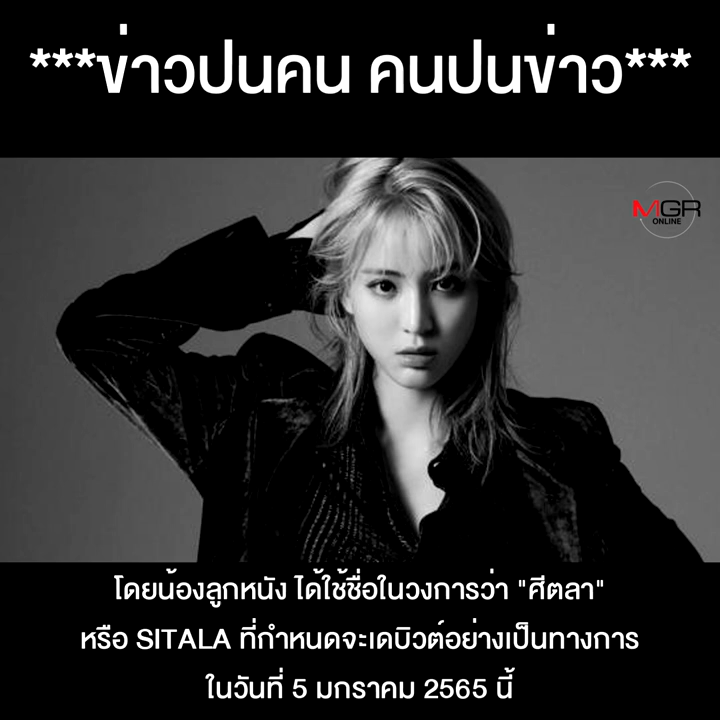 ***ข่าวปนคน คนปนข่าว***
MGR
ONLINE
โดยน้องลูกหนัง ได้ใช้ชื่อในวงการว่า "ศีตลา"
หรือ SITALA ที่กำหนดจะเดบิวต์อย่างเป็นทางการ
ในวันที่ 5 มกราคม 2565 นี้